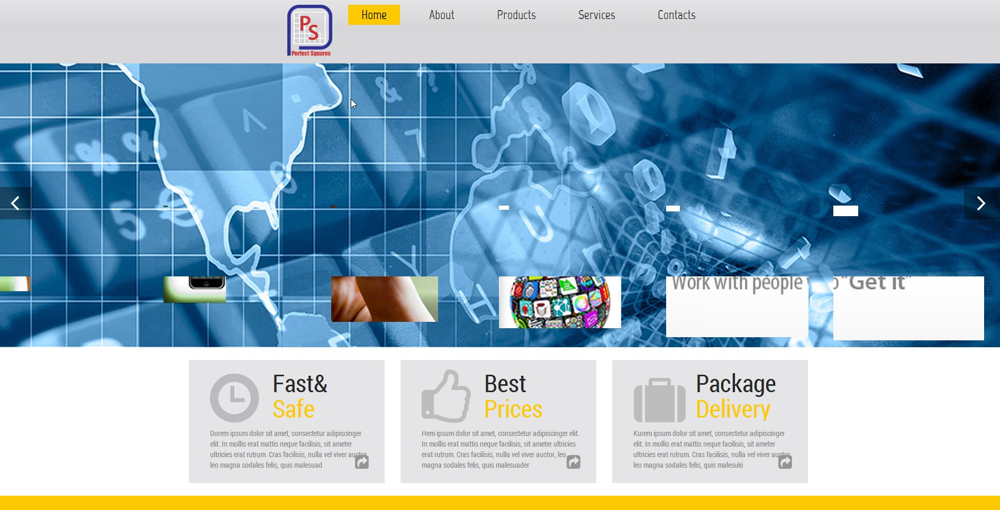 PS
Perfect Squares
Home
About
Products
Services
Contacts
Work with people
"Get it"
Fast&
Safe
Dorem ipsum dolor sit amet, consectetur adipiscinger
elit. In mollis erat mattis neque facilisis, sit ameter
ultricies erat rutrum. Cras facilisis, nulla vel viver auctor,
leo magna sodales felis, quis malesuad
Best
Prices
Hem ipsum dolor sit amet, consectetur adipiscinger elit.
In mollis erat mattis neque facilisis, sit ameter ultricies
erat rutrum. Cras facilisis, nulla vel viver auctor, leo
magna sodales felis, quis malesuader
Package
Delivery
Kurem ipsum dolor sit amet, consectetur adipiscinger
elit. In mollis erat mattis neque facilisis, sit ameter
ultricies erat rutrum. Cras facilisis, nulla vel viver auctor,
leo magna sodales felis, quis malesuki